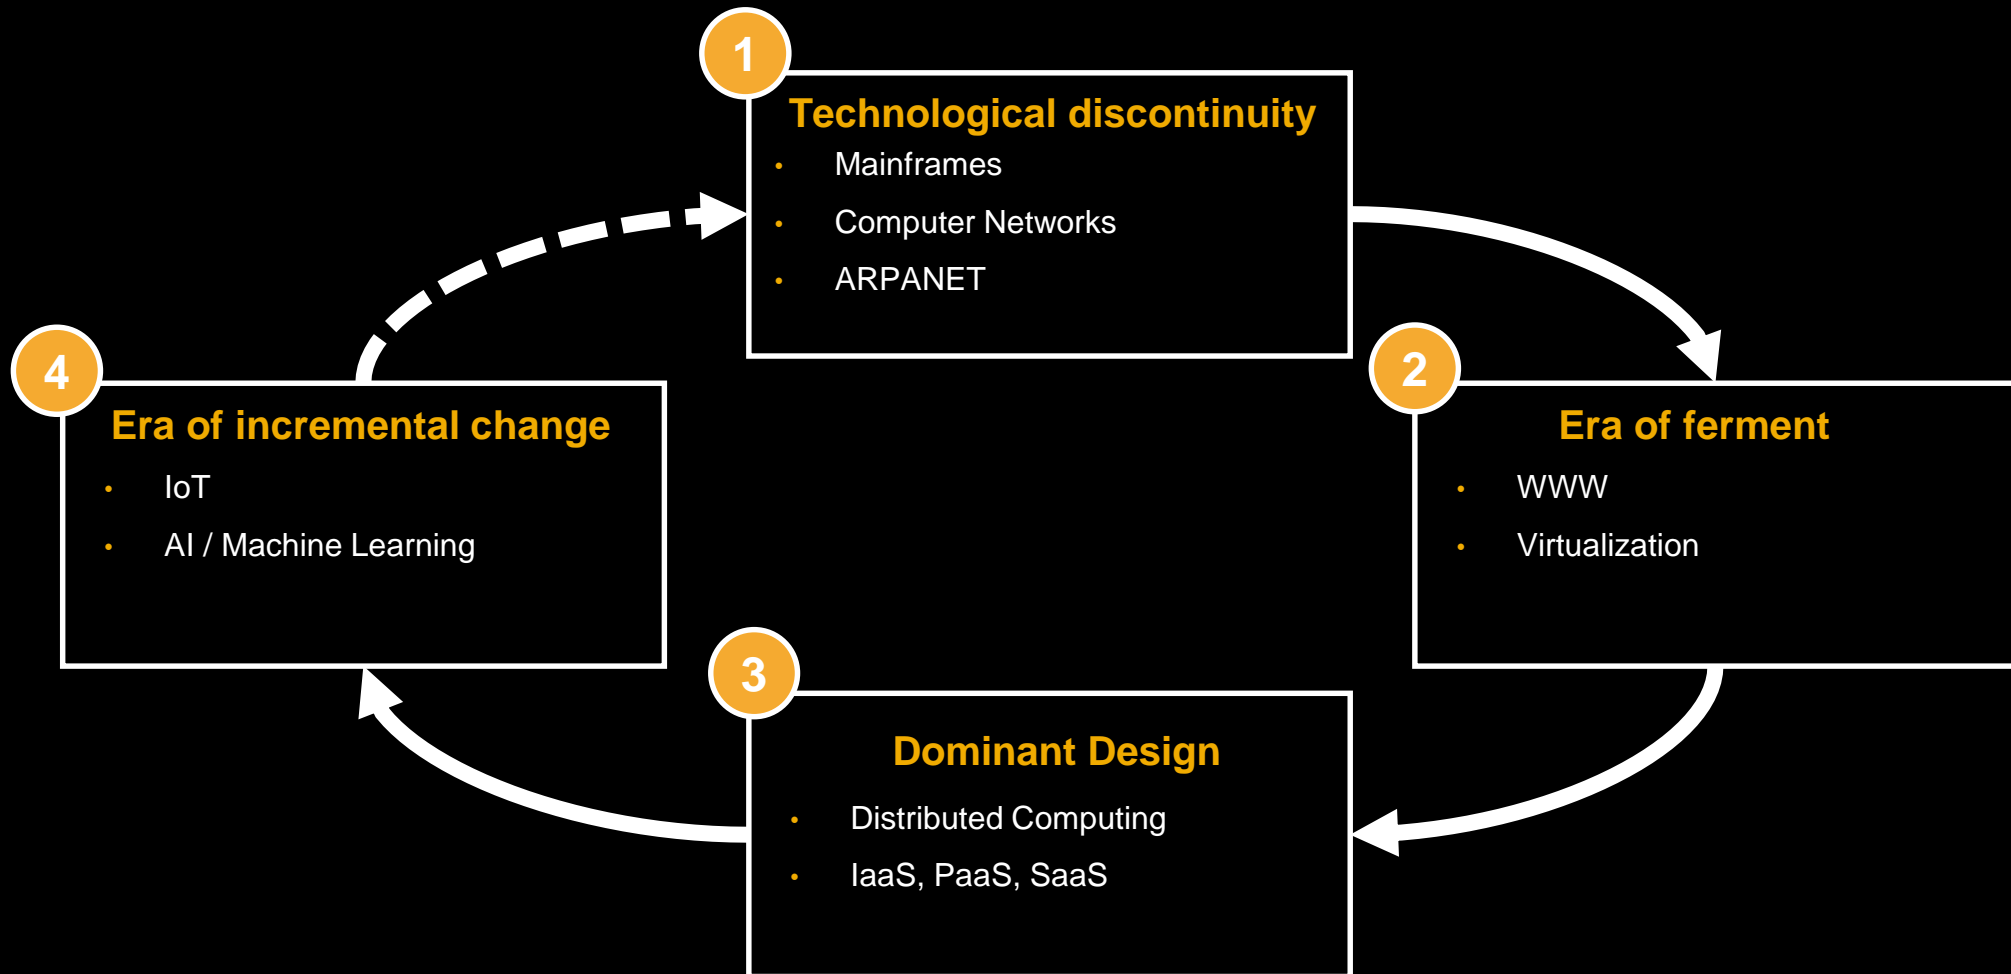 1
Technological discontinuity
• Mainframes
• Computer Networks
• ARPANET
2
Era of ferment
• WWW
• Virtualization
3
Dominant Design
• Distributed Computing
• IaaS, PaaS, SaaS
4
Era of incremental change
• IoT
• AI / Machine Learning